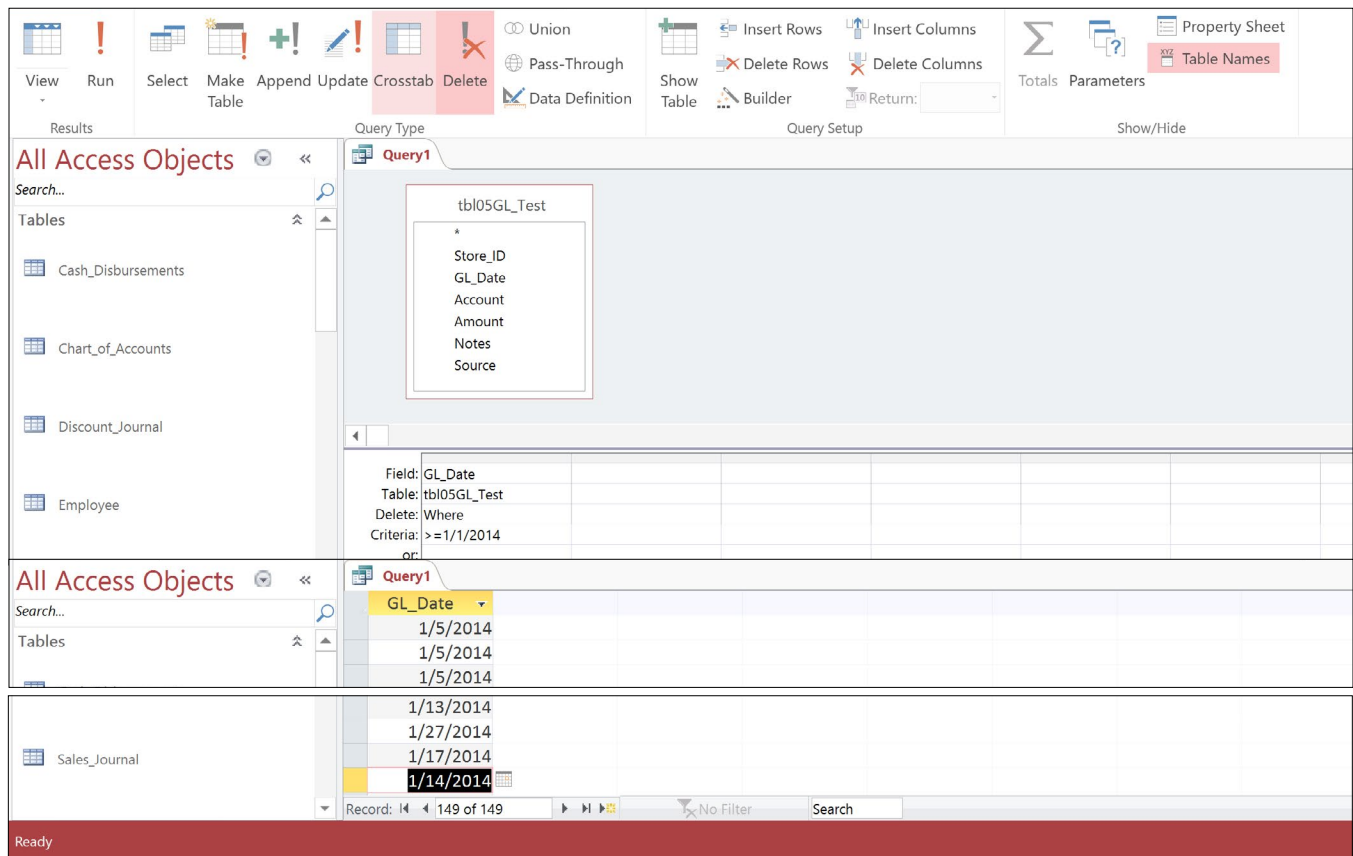 View
Run
Select
Make Table
Append
Update
Crosstab
Delete
Union
Pass-Through
Data Definition
Show Table
Insert Rows
Delete Rows
Builder
Insert Columns
Delete Columns
Return:
Totals
Parameters
Property Sheet
XYZ Table Names
Results
Query Type
Query Setup
Show/Hide
All Access Objects
Search...
Tables
Cash_Disbursements
Chart_of_Accounts
Discount_Journal
Employee
Query1
tbl05GL_Test
*
Store_ID
GL_Date
Account
Amount
Notes
Source
Field: GL_Date
Table: tbl05GL_Test
Delete: Where
Criteria: >=1/1/2014
or:
All Access Objects
Search...
Tables
Query1
GL_Date
1/5/2014
1/5/2014
1/5/2014
1/13/2014
1/27/2014
1/17/2014
1/14/2014
Sales_Journal
Record: 149 of 149 No Filter Search
Ready